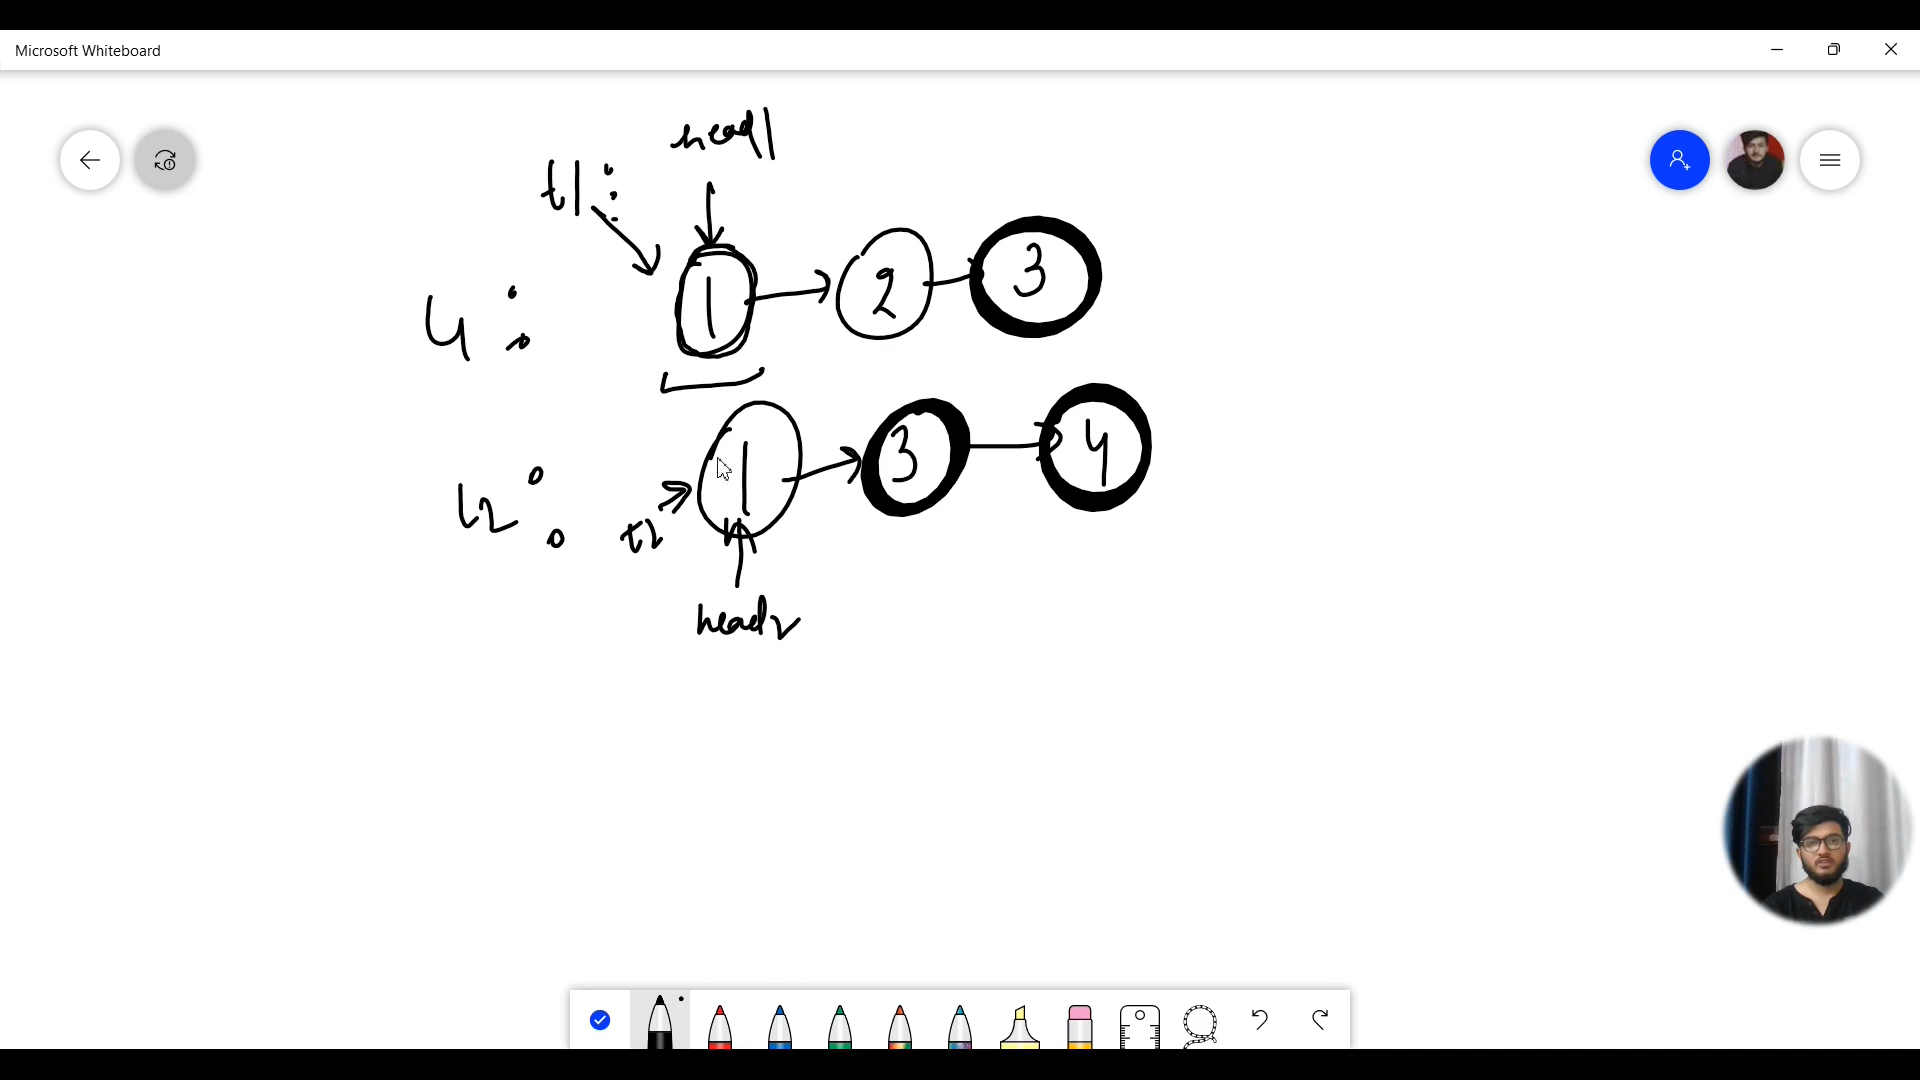 Microsoft Whiteboard
head1
t1:
L1 : 1 → 2 → 3
L2 : 1 → 3 → 4
t2
head2